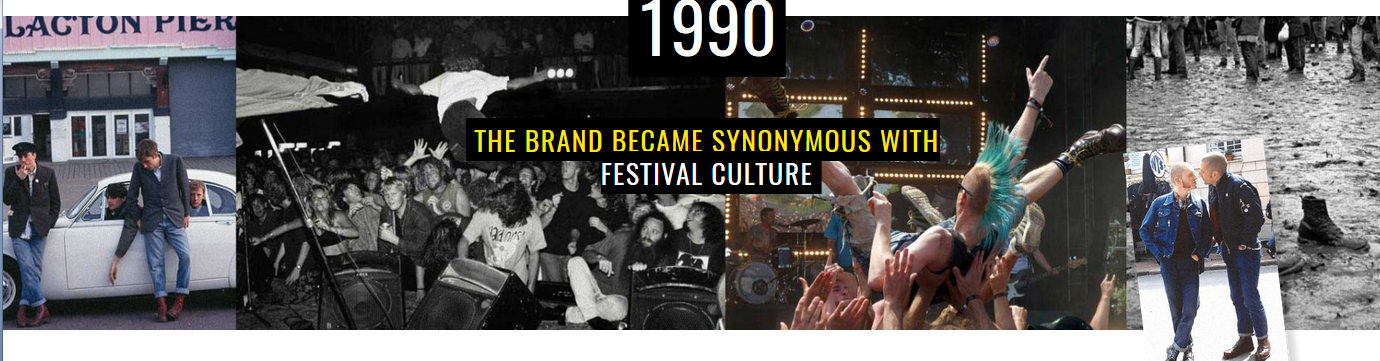 LACTON PIER
1990
THE BRAND BECAME SYNONYMOUS WITH
FESTIVAL CULTURE